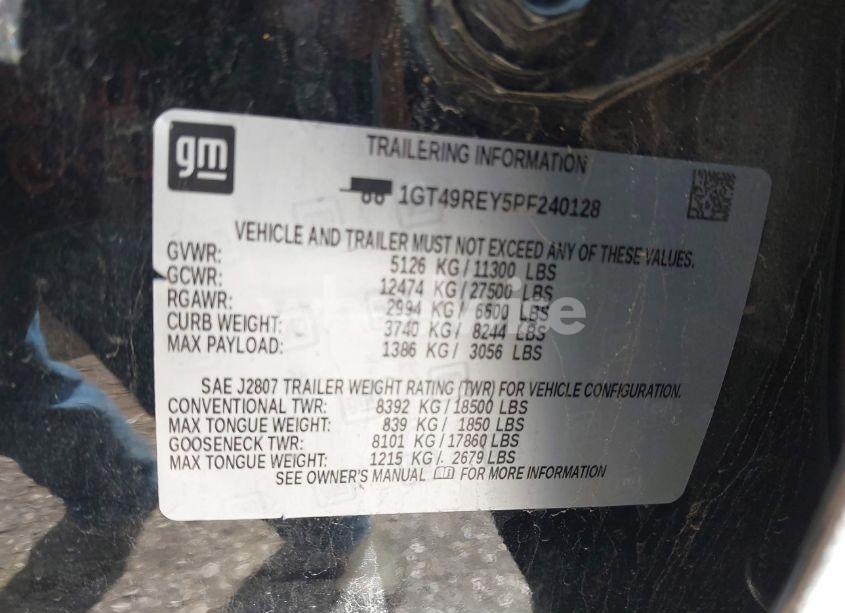 gm
TRAILERING INFORMATION
1GT49REY5PF240128
VEHICLE AND TRAILER MUST NOT EXCEED ANY OF THESE VALUES.
GVWR: 5126 KG / 11300 LBS
GCWR: 12474 KG / 27500 LBS
RGAWR: 2994 KG / 6600 LBS
CURB WEIGHT: 3740 KG / 8244 LBS
MAX PAYLOAD: 1386 KG / 3056 LBS
SAE J2807 TRAILER WEIGHT RATING (TWR) FOR VEHICLE CONFIGURATION.
CONVENTIONAL TWR: 8392 KG / 18500 LBS
MAX TONGUE WEIGHT: 839 KG / 1850 LBS
GOOSENECK TWR: 8101 KG / 17860 LBS
MAX TONGUE WEIGHT: 1215 KG / 2679 LBS
SEE OWNER'S MANUAL FOR MORE INFORMATION